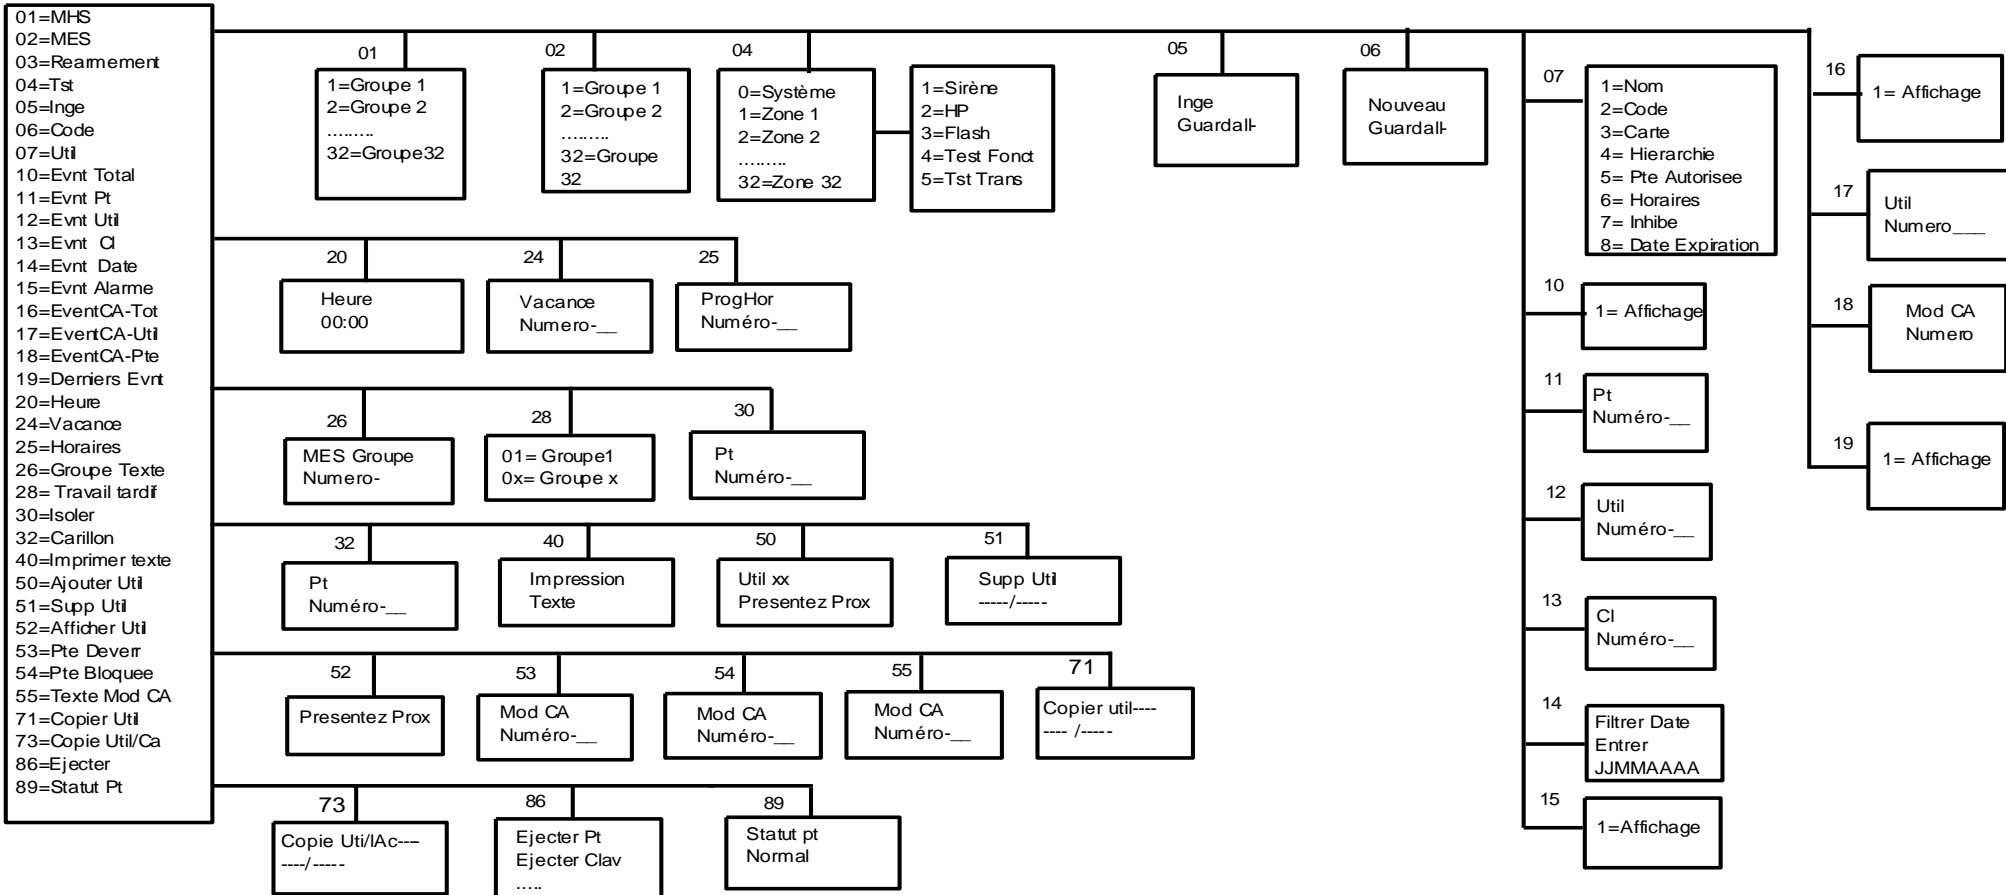 01=MHS
02=MES
03=Rearmement
04=Tst
05=Inge
06=Code
07=Util
10=Evnt Total
11=Evnt Pt
12=Evnt Util
13=Evnt Cl
14=Evnt Date
15=Evnt Alarme
16=EventCA-Tot
17=EventCA-Util
18=EventCA-Pte
19=Derniers Evnt
20=Heure
24=Vacance
25=Horaires
26=Groupe Texte
28= Travail tardif
30=Isoler
32=Carillon
40=Imprimer texte
50=Ajouter Util
51=Supp Util
52=Afficher Util
53=Pte Deverr
54=Pte Bloquee
55=Texte Mod CA
71=Copier Util
73=Copie Util/Ca
86=Ejecter
89=Statut Pt
01
1=Groupe 1
2=Groupe 2
.........
32=Groupe32
02
1=Groupe 1
2=Groupe 2
.........
32=Groupe
32
04
0=Système
1=Zone 1
2=Zone 2
.........
32=Zone 32
1=Sirène
2=HP
3=Flash
4=Test Fonct
5=Tst Trans
05
Inge
Guardall-
06
Nouveau
Guardall-
07
1=Nom
2=Code
3=Carte
4= Hierarchie
5= Pte Autorisee
6= Horaires
7= Inhibe
8= Date Expiration
10
1= Affichage
11
Pt
Numéro-__
12
Util
Numéro-__
13
Cl
Numéro-__
14
Filtrer Date
Entrer
JJMMAAAA
15
1=Affichage
16
1= Affichage
17
Util
Numero___
18
Mod CA
Numero
19
1= Affichage
20
Heure
00:00
24
Vacance
Numero-__
25
ProgHor
Numéro-__
26
MES Groupe
Numero-
28
01= Groupe1
0x= Groupe x
30
Pt
Numéro-__
32
Pt
Numéro-__
40
Impression
Texte
50
Util xx
Presentez Prox
51
Supp Util
-----/-----
52
Presentez Prox
53
Mod CA
Numéro-__
54
Mod CA
Numéro-__
55
Mod CA
Numéro-__
71
Copier util----
---- /-----
73
Copie Uti/lAc----
----/-----
86
Ejecter Pt
Ejecter Clav
.....
89
Statut pt
Normal